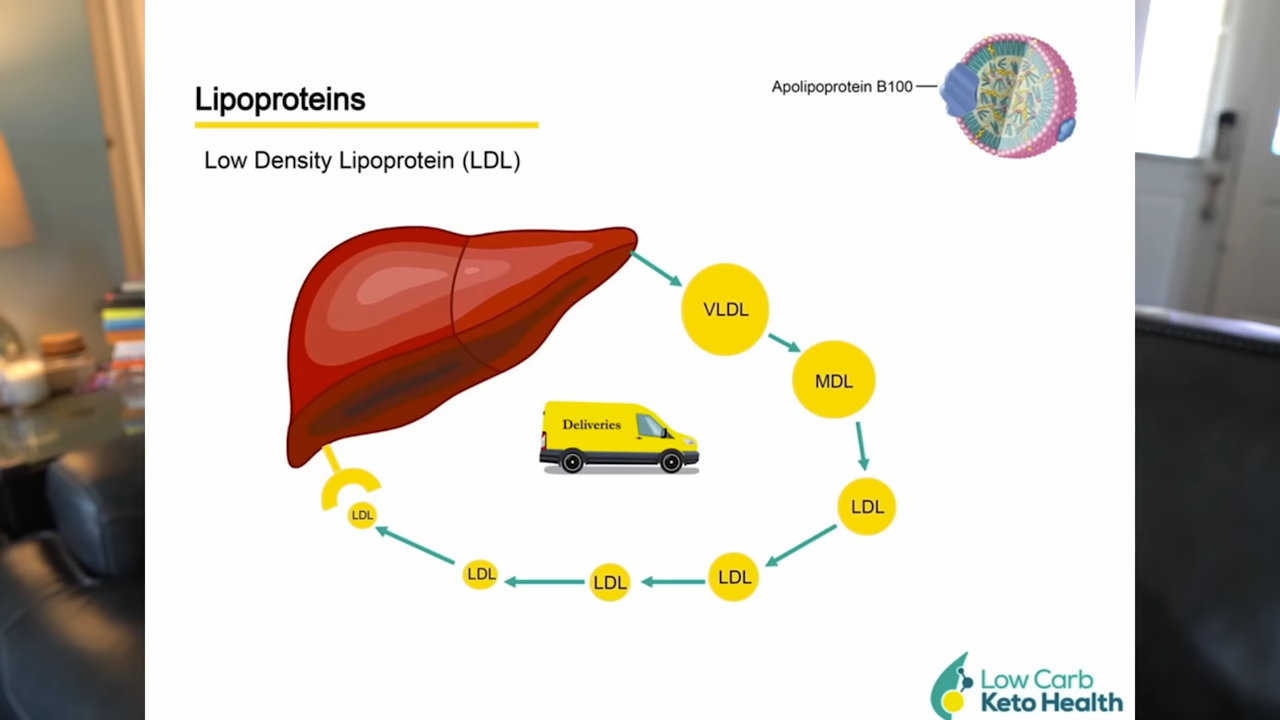 Lipoproteins
Low Density Lipoprotein (LDL)
Apolipoprotein B100
VLDL
MDL
Deliveries
LDL
LDL
LDL
LDL
LDL
Low Carb
Keto Health